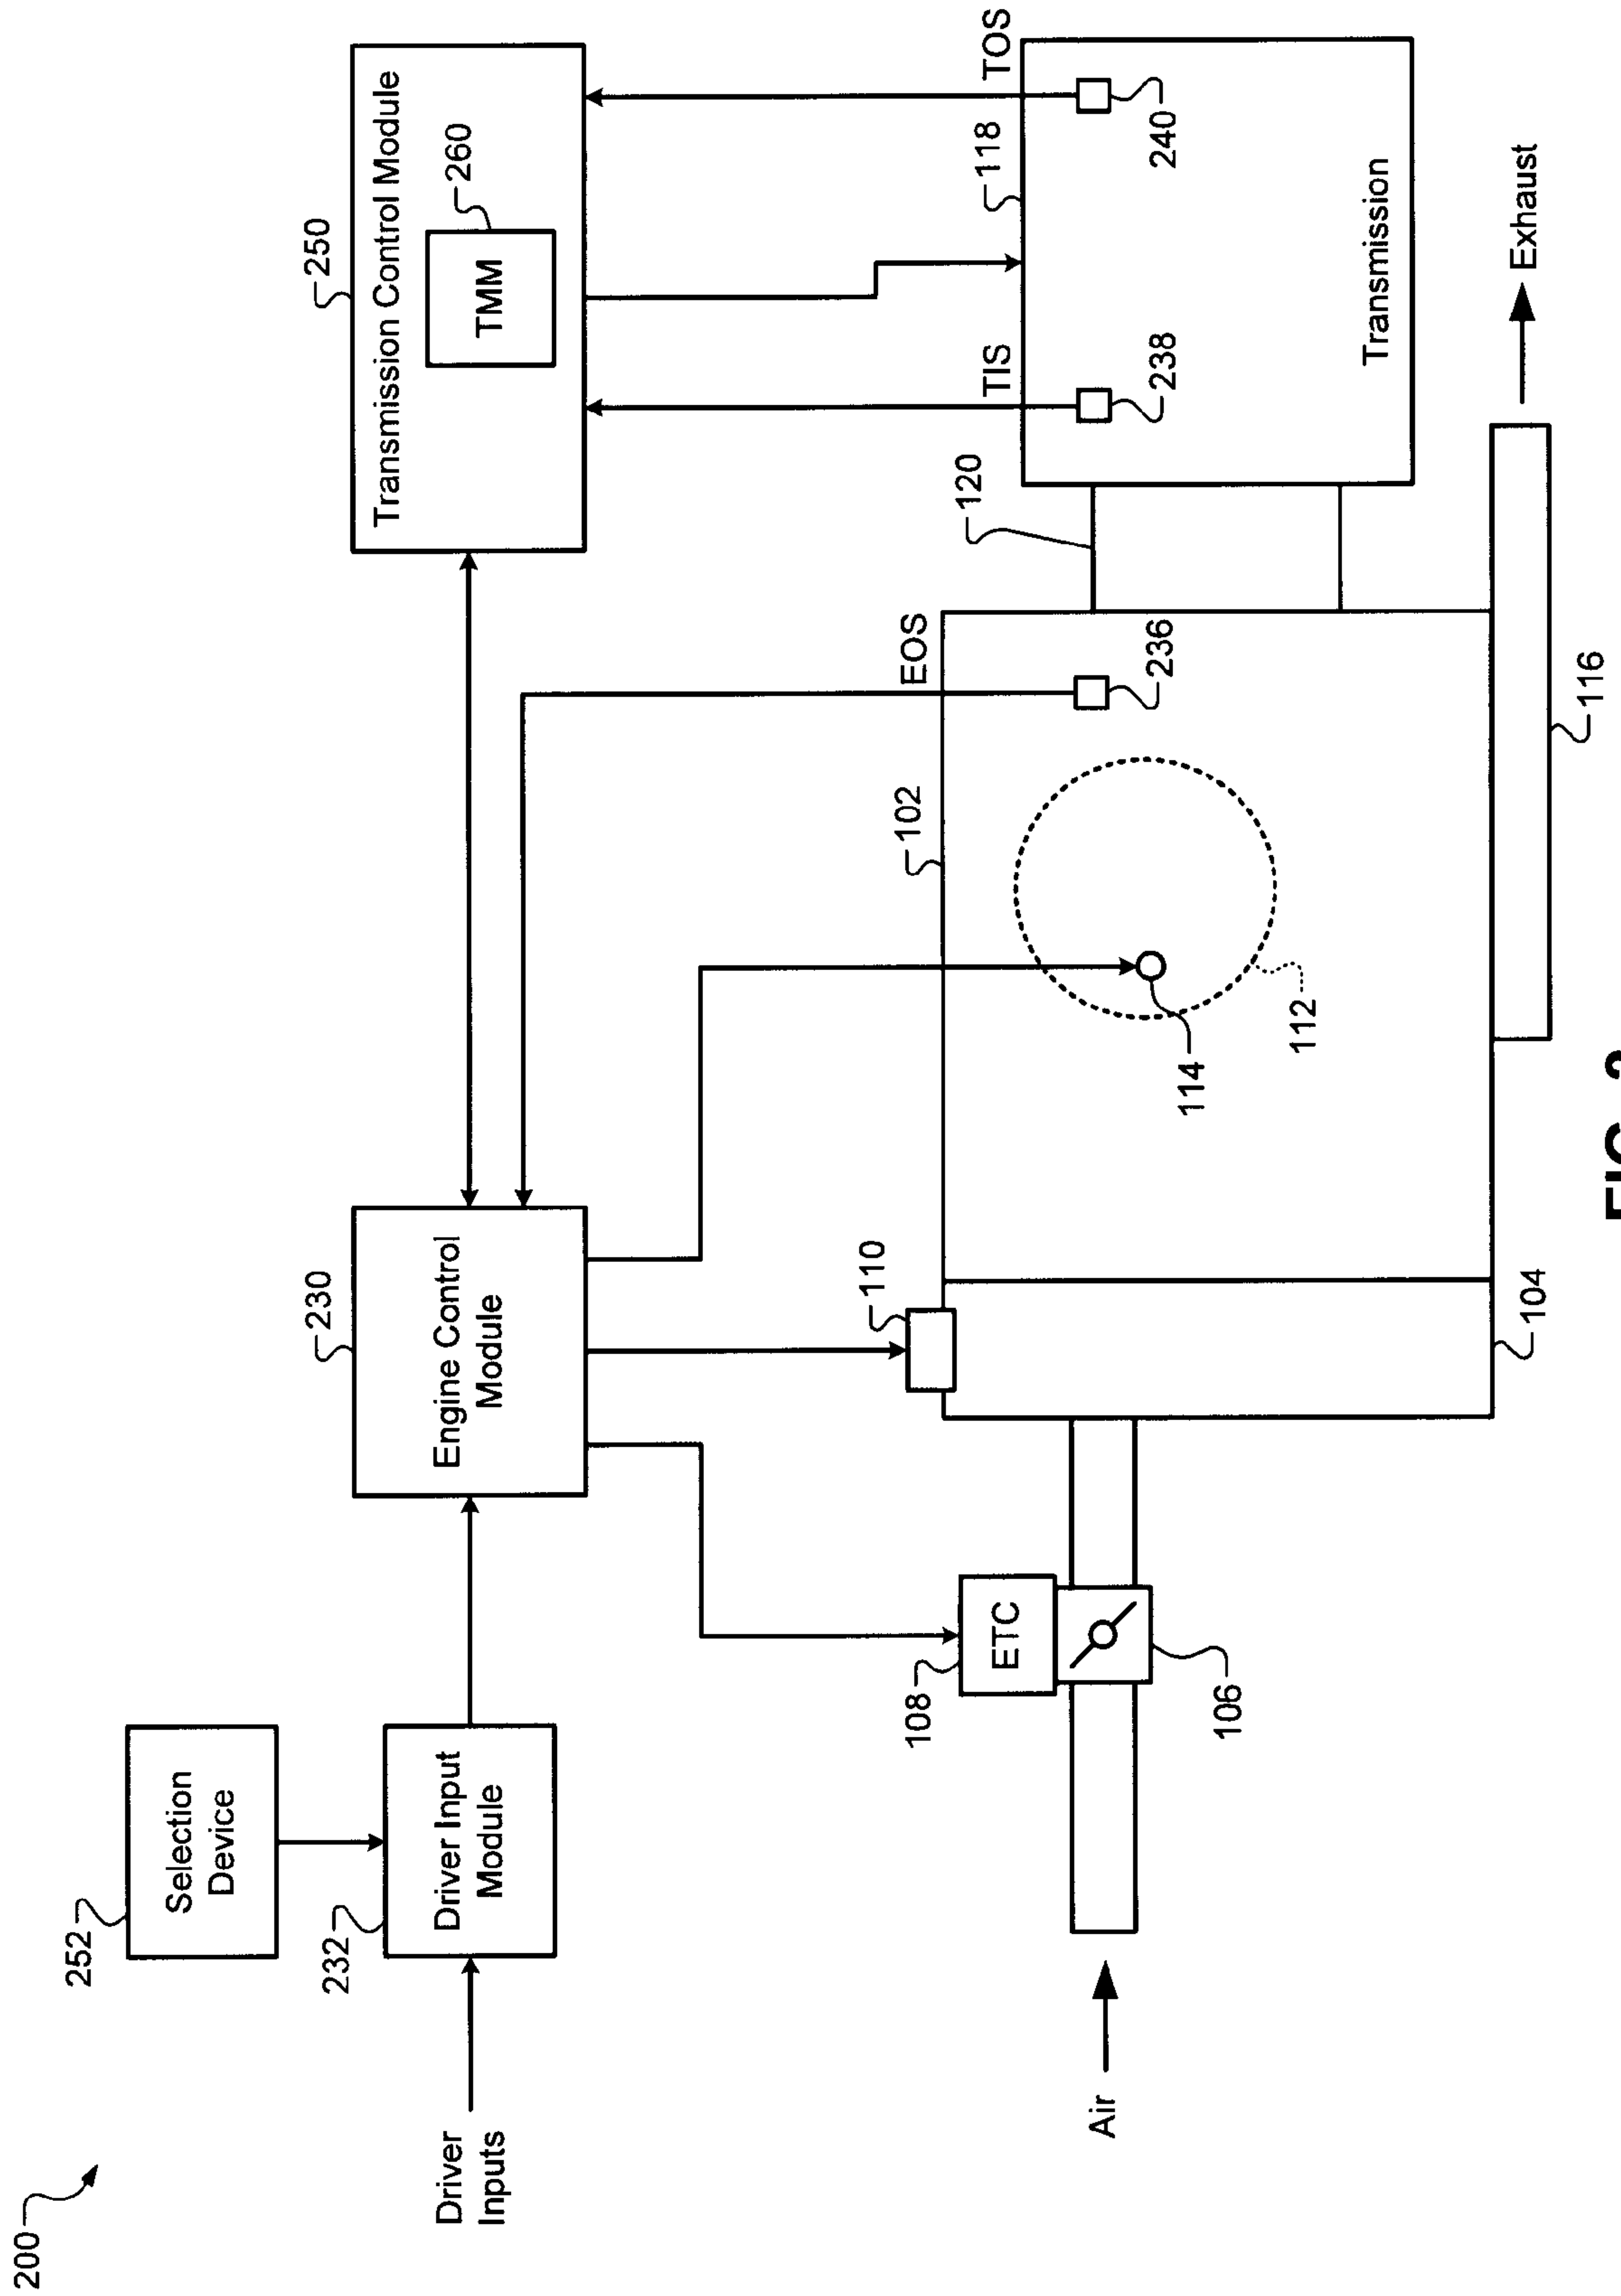 200
252
Selection
Device
232
Driver Input
Module
Driver
Inputs
230
Engine Control
Module
250
Transmission Control Module
TMM
260
108
ETC
106
Air
110
102
EOS
236
114
112
104
120
TIS
118
TOS
238
240
Transmission
Exhaust
116
FIG.